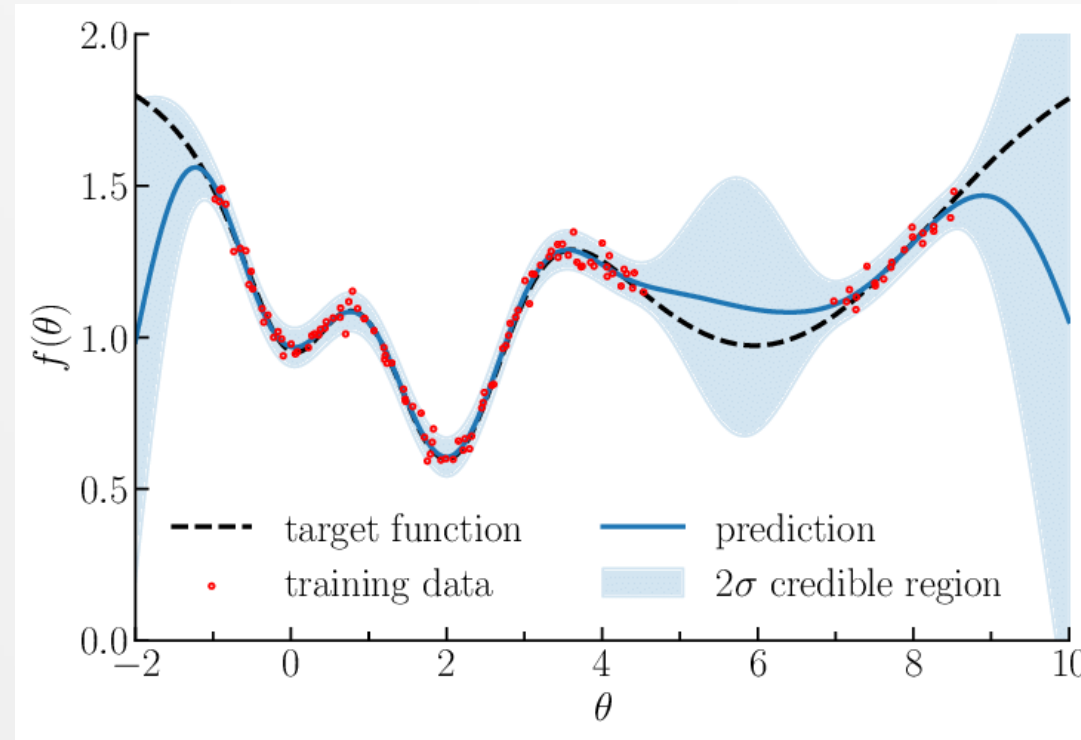 2.0
1.5
1.0
0.5
0.0
f(θ)
target function
prediction
training data
2σ credible region
−2 0 2 4 6 8 10
θ